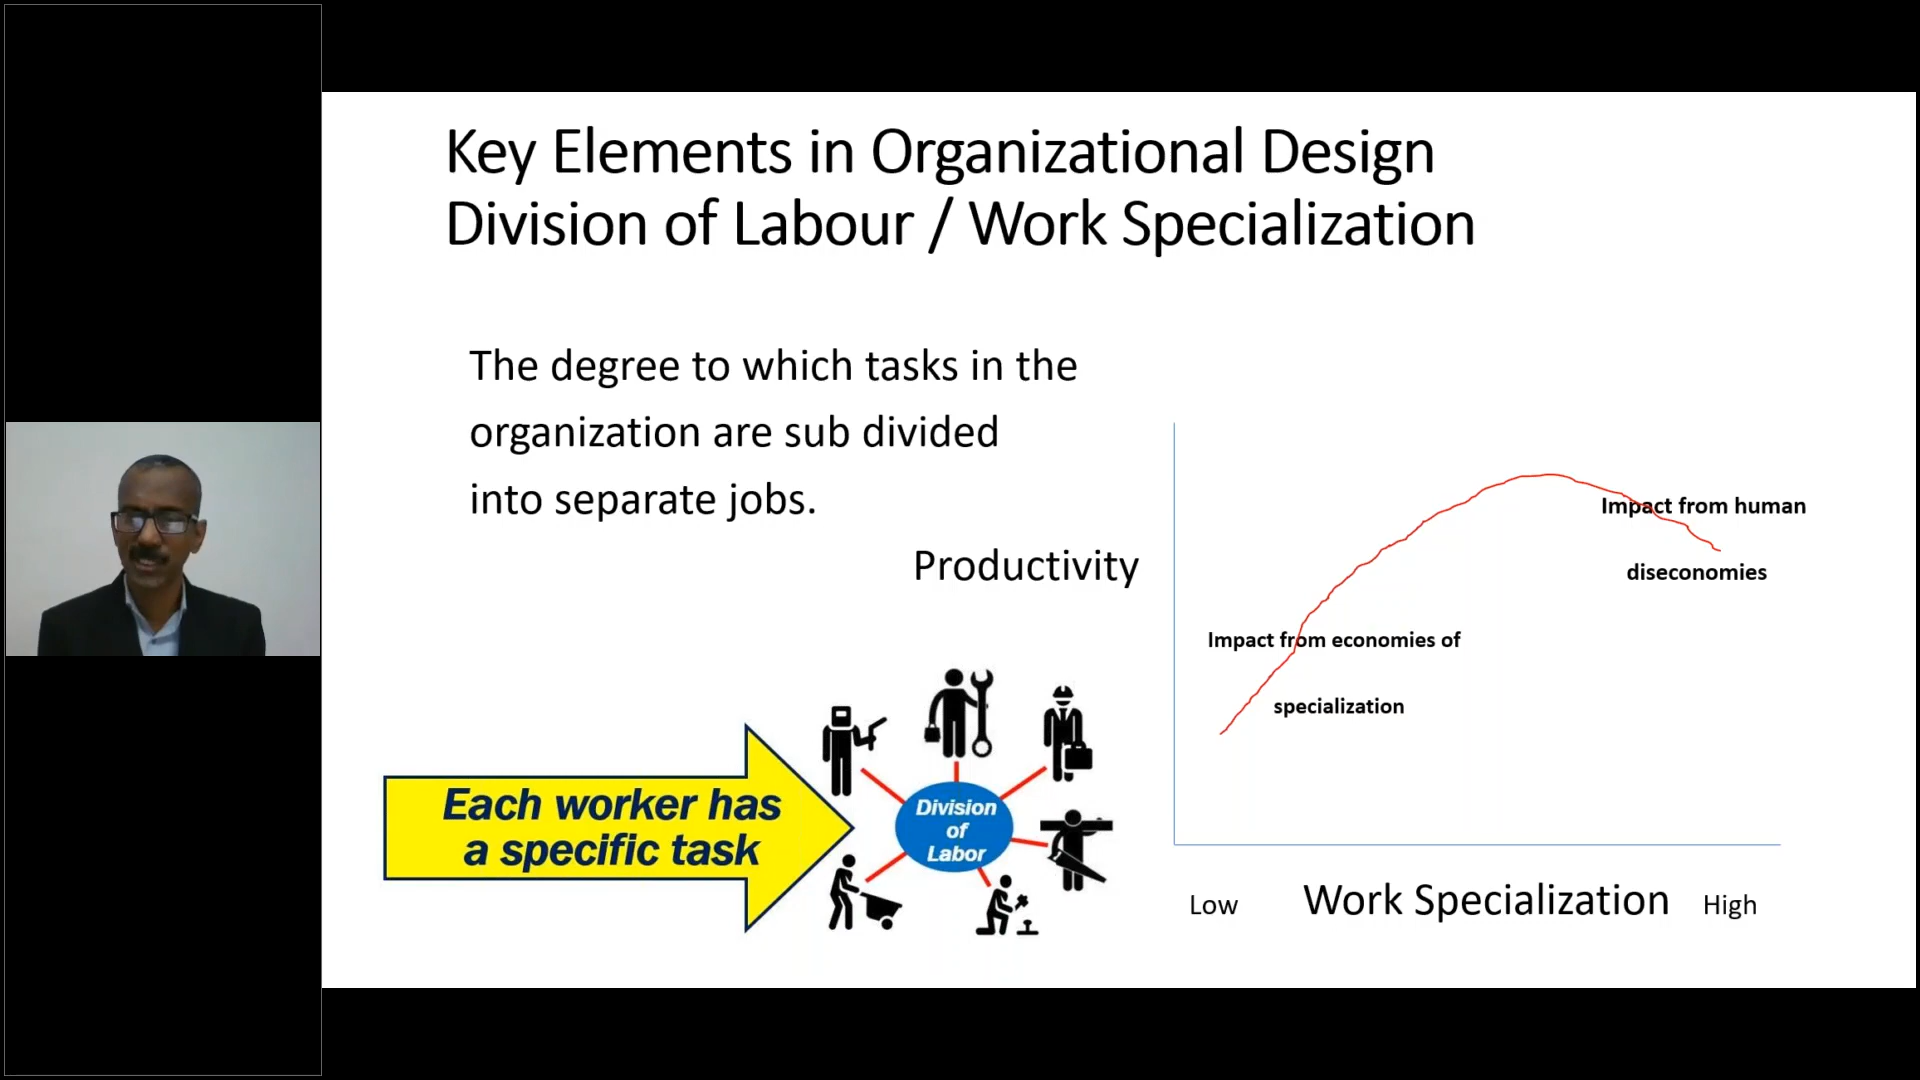 Key Elements in Organizational Design
Division of Labour / Work Specialization
The degree to which tasks in the
organization are sub divided
into separate jobs.
Productivity
Impact from human
diseconomies
Impact from economies of
specialization
Each worker has
a specific task
Division
of
Labor
Low
Work Specialization
High